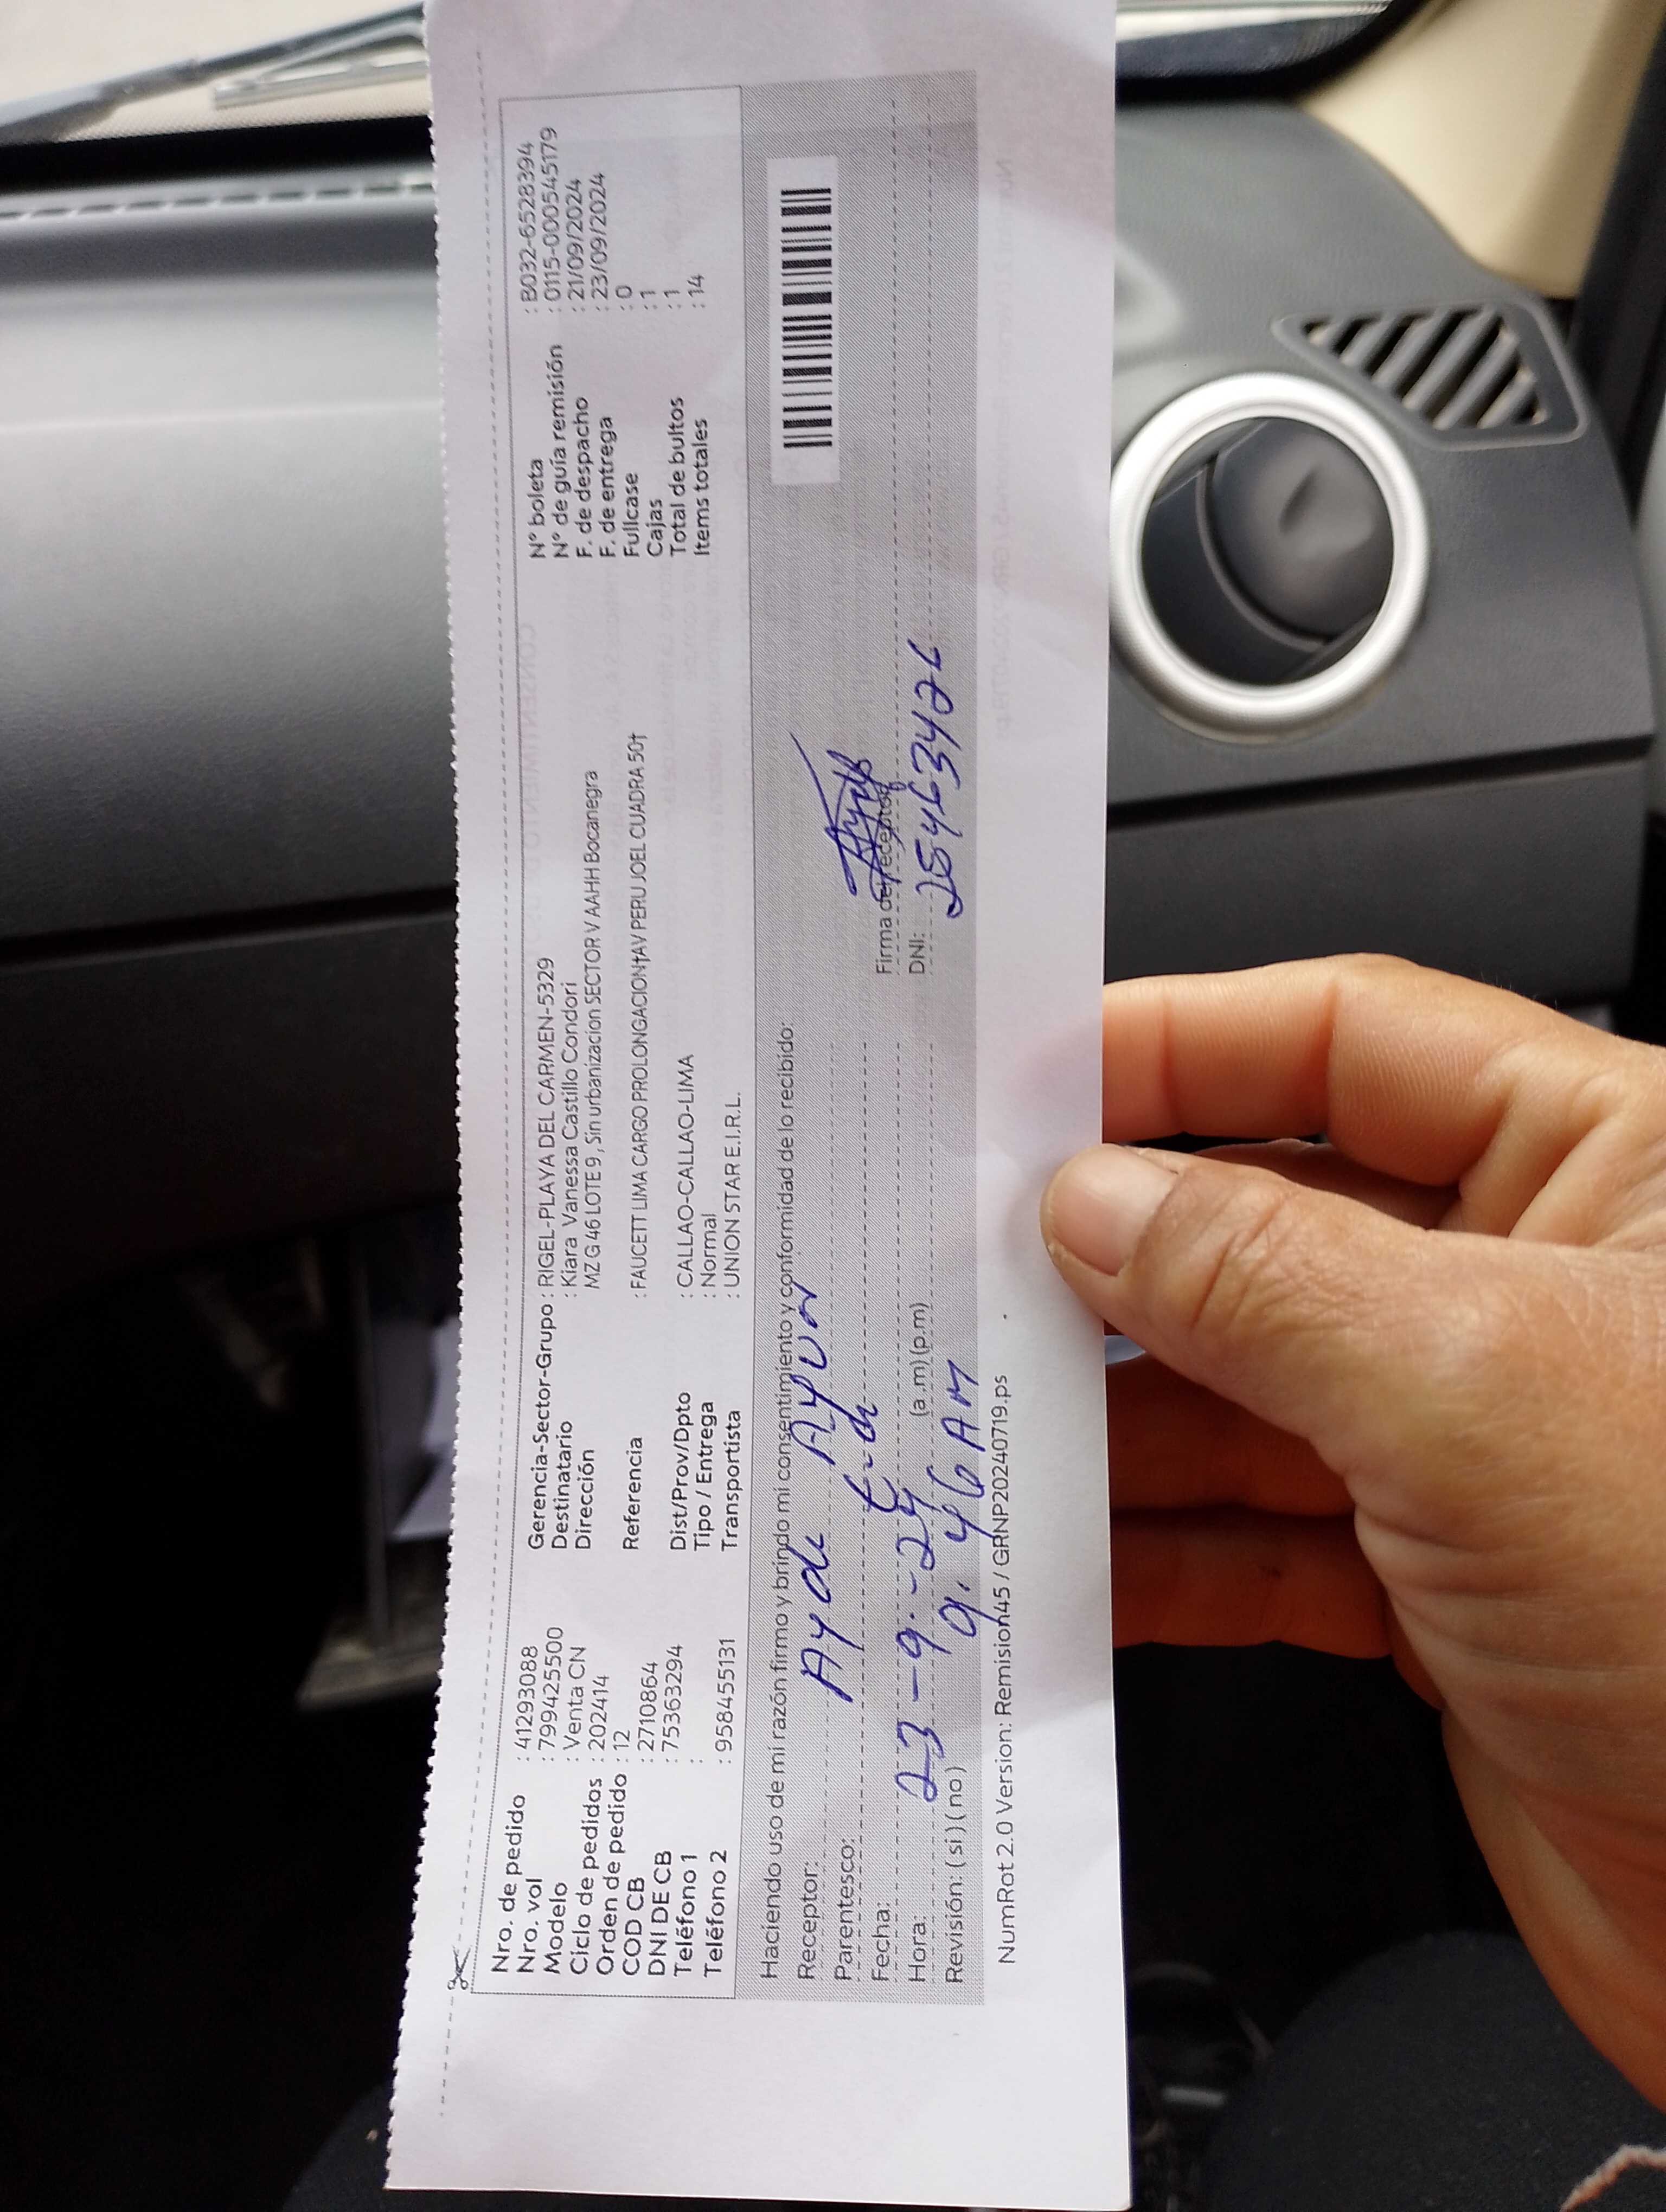 Nro. de pedido : 41293088
Nro. vol : 799425500
Modelo : Venta CN
Ciclo de pedidos : 202414
Orden de pedido : 12
COD CB : 2710864
DNI DE CB : 75363294
Teléfono 1 :
Teléfono 2 : 958455131
Gerencia-Sector-Grupo : RIGEL-PLAYA DEL CARMEN-5329
Destinatario : Kiara Vanessa Castillo Condori
Dirección MZ G 46 LOTE 9, Sin urbanizacion SECTOR V AAHH Bocanegra
Referencia : FAUCETT LIMA CARGO PROLONGACION†AV PERU JOEL CUADRA 50†
Dist/Prov/Dpto : CALLAO-CALLAO-LIMA
Tipo / Entrega : Normal
Transportista : UNION STAR E.I.R.L.
N° boleta : B032-6528394
N° de guía remisión : 0115-000545179
F. de despacho : 21/09/2024
F. de entrega : 23/09/2024
Fullcase : 0
Cajas : 1
Total de bultos : 1
Items totales : 14
Haciendo uso de mi razón firmo y brindo mi consentimiento y conformidad de lo recibido:
Receptor:
Parentesco:
Fecha: 23-9-24
Hora: 9.46 AM (a.m) (p.m)
Revisión: ( si ) ( no )
Firma del receptor
DNI: 25463426
NumRot 2.0 Version: Remision45 / GRNP20240719.ps